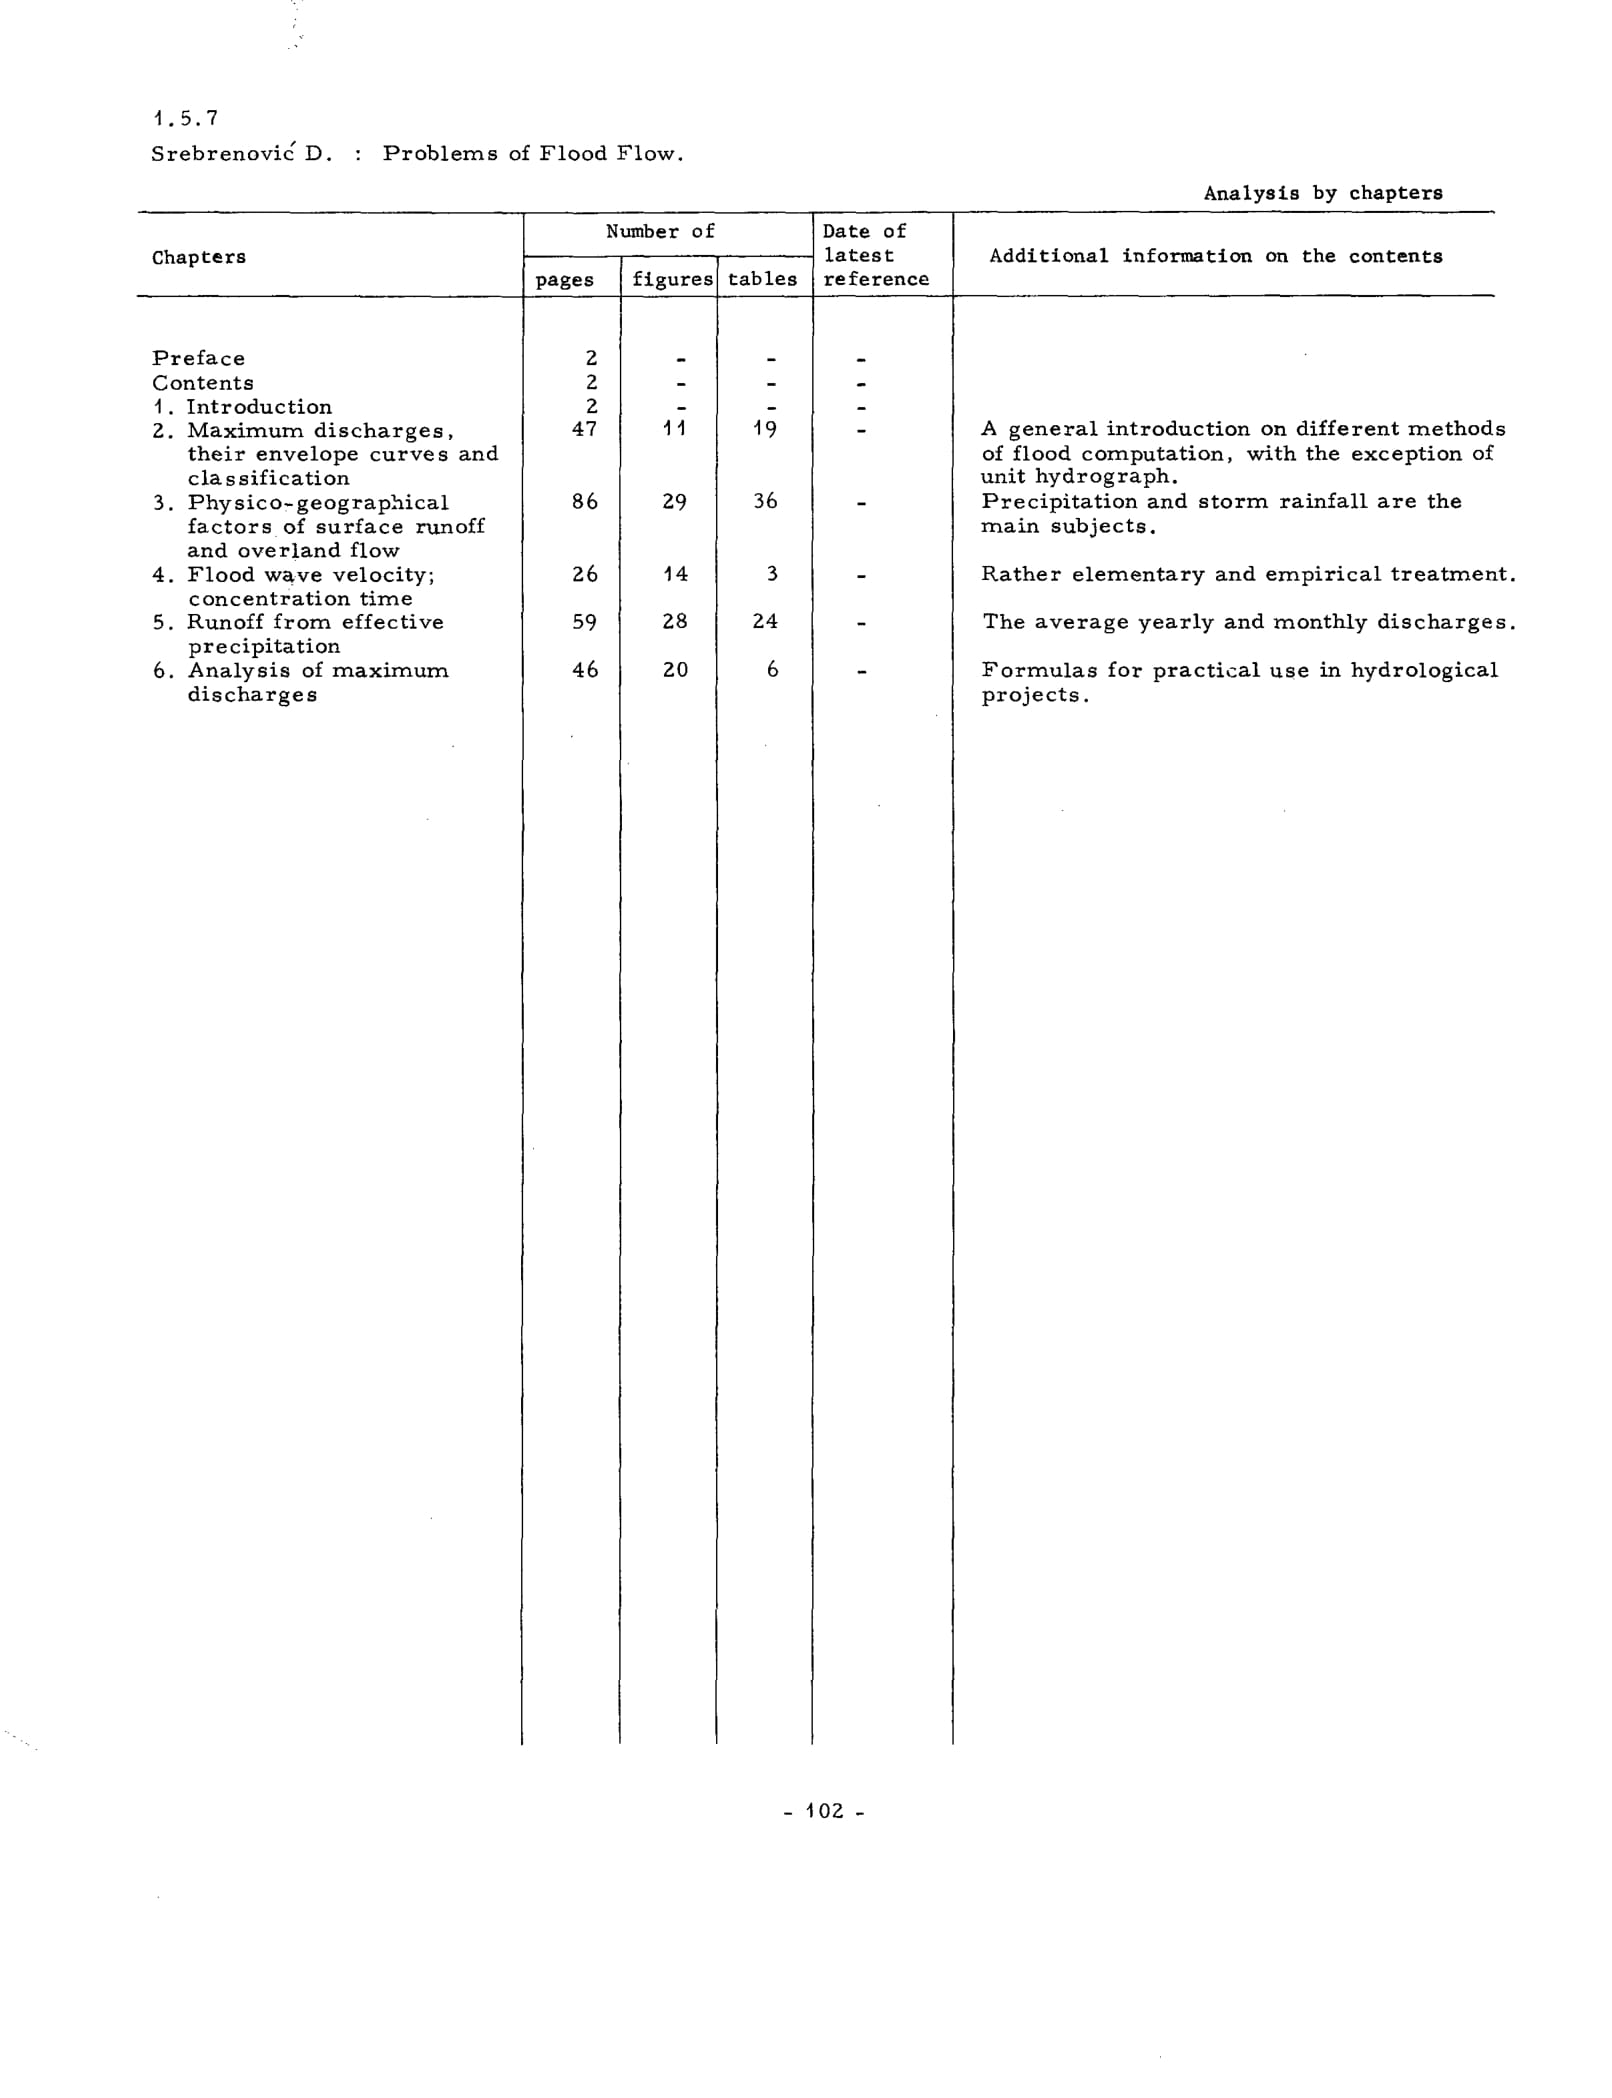 1.5.7
Srebrenović D. : Problems of Flood Flow.
Analysis by chapters
Chapters
Number of
pages figures tables
Date of
latest
reference
Additional information on the contents
Preface 2 - - -
Contents 2 - - -
1. Introduction 2 - - -
2. Maximum discharges, 47 11 19 - A general introduction on different methods
their envelope curves and of flood computation, with the exception of
classification unit hydrograph.
3. Physico-geographical 86 29 36 - Precipitation and storm rainfall are the
factors of surface runoff main subjects.
and overland flow
4. Flood wave velocity; 26 14 3 - Rather elementary and empirical treatment.
concentration time
5. Runoff from effective 59 28 24 - The average yearly and monthly discharges.
precipitation
6. Analysis of maximum 46 20 6 - Formulas for practical use in hydrological
discharges projects.
- 102 -